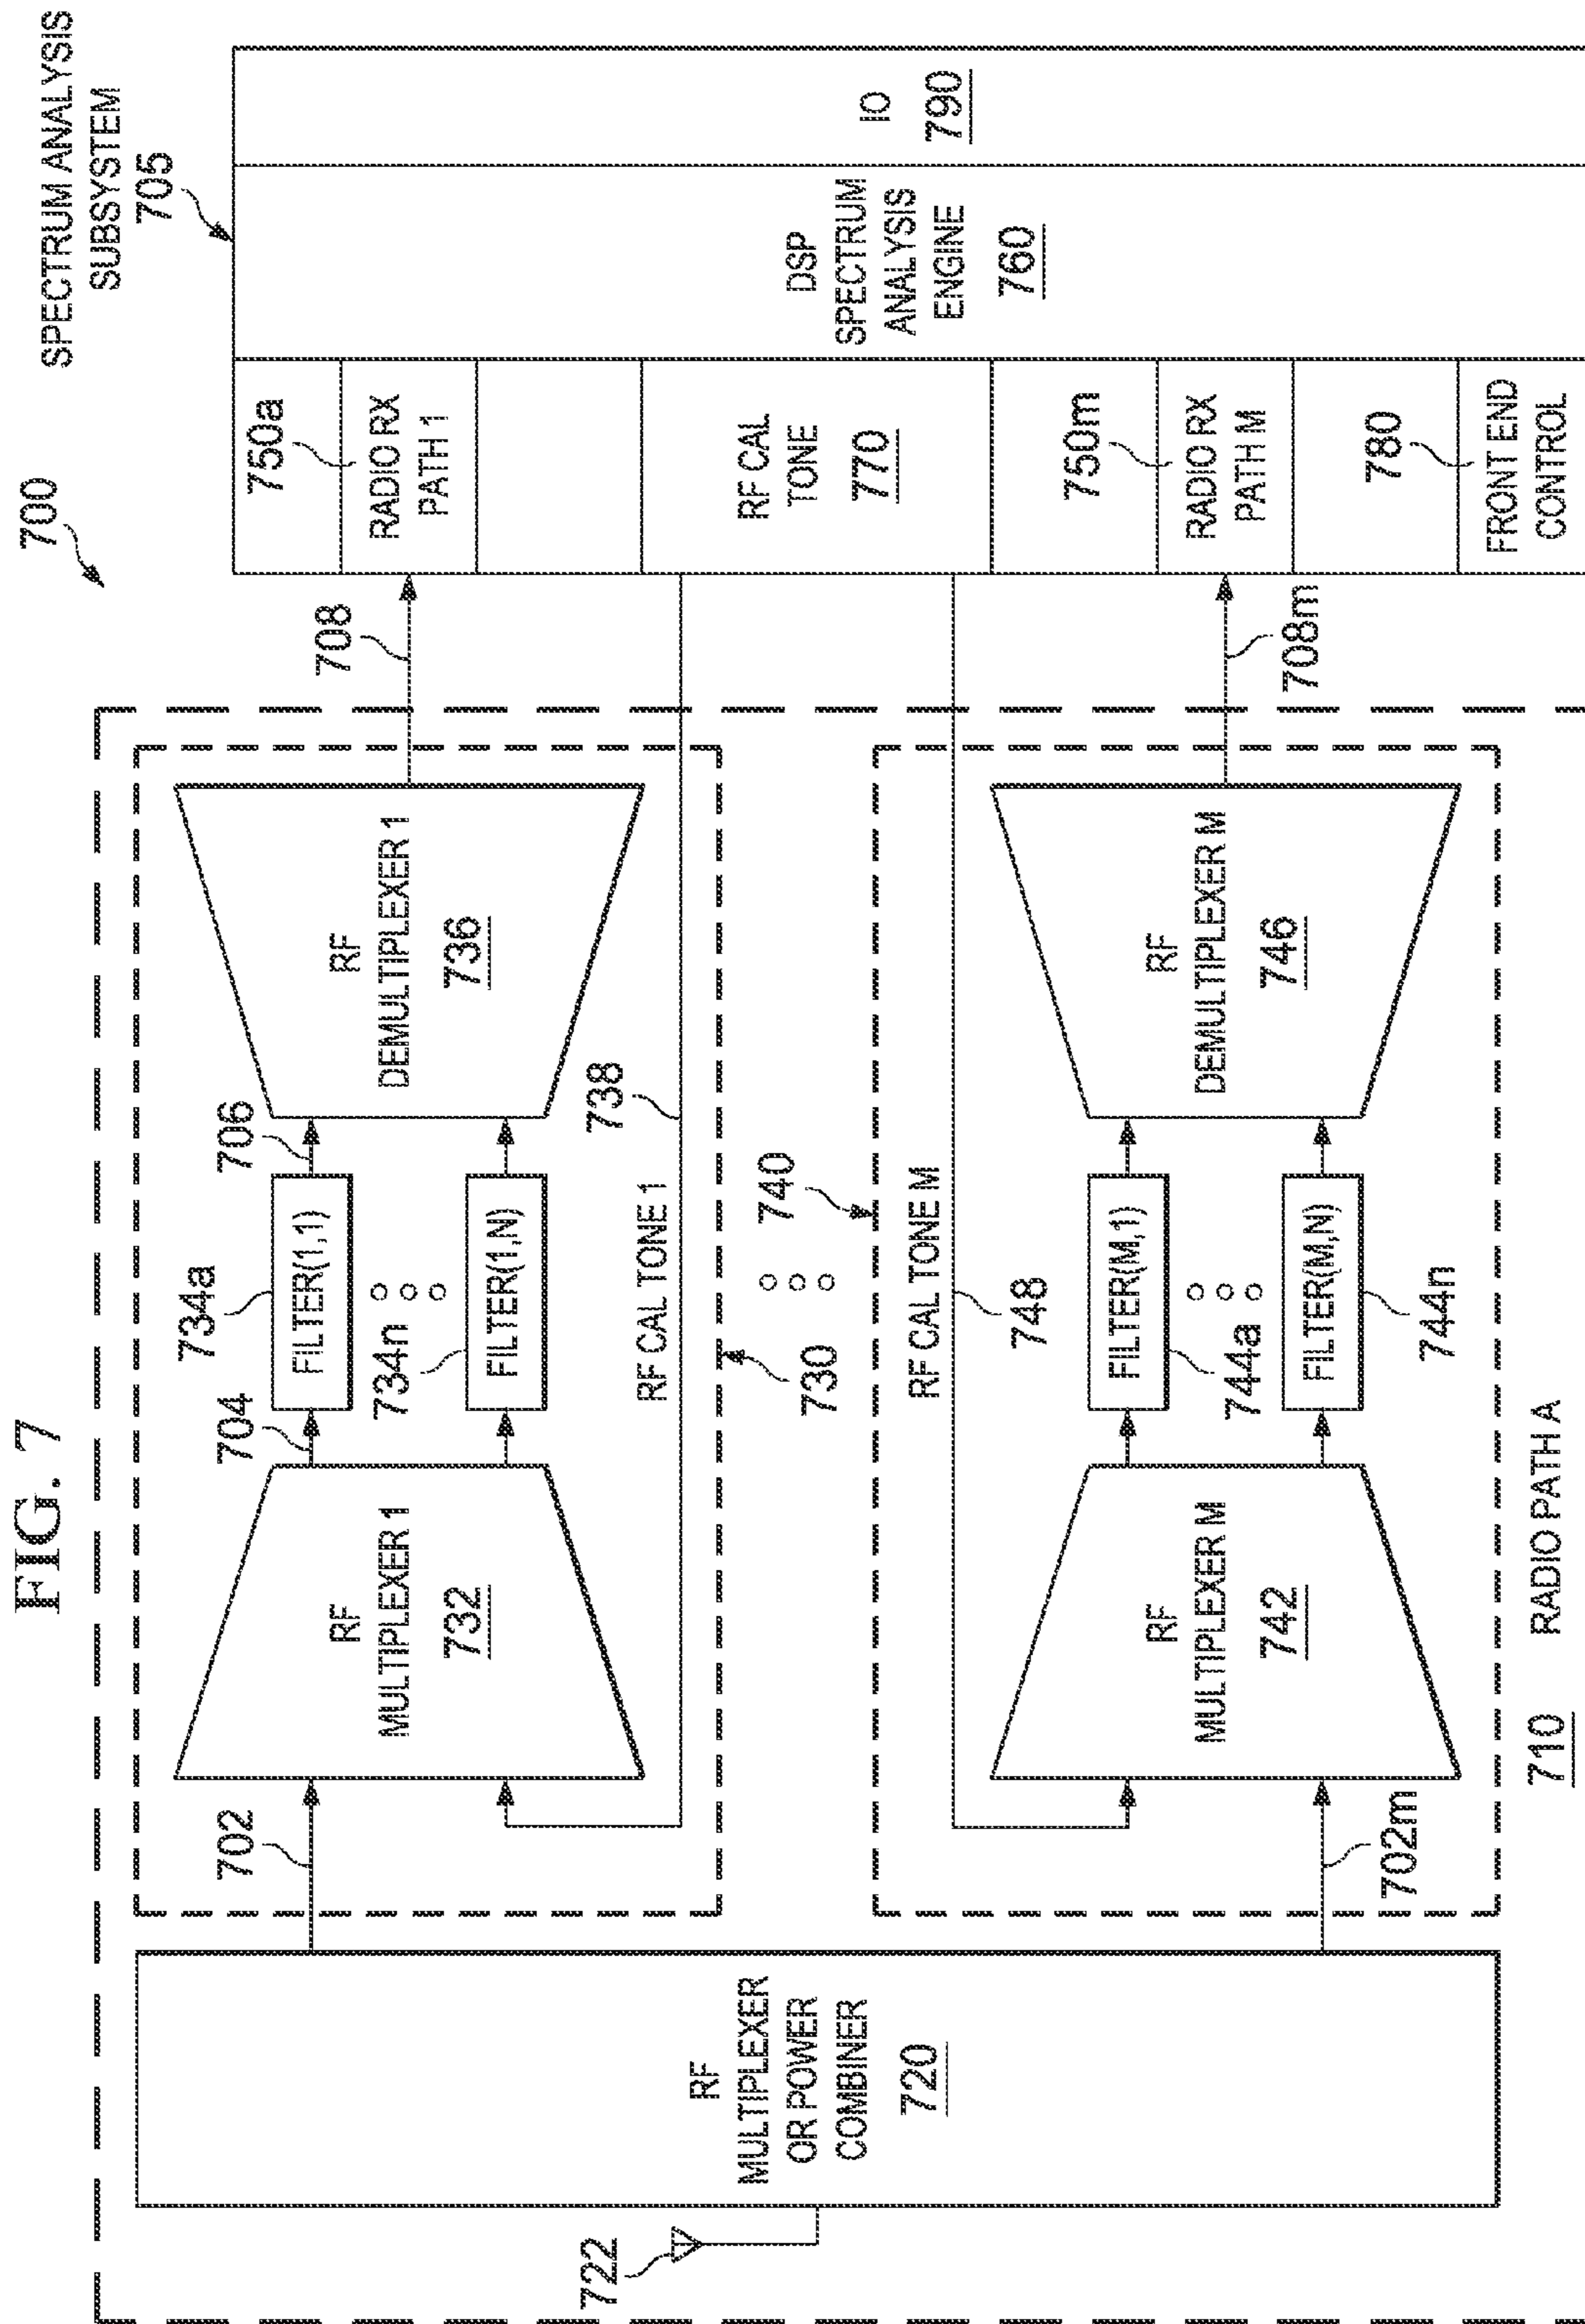 FIG. 7
700
SPECTRUM ANALYSIS
SUBSYSTEM
705
722
RF
MULTIPLEXER
OR POWER
COMBINER
720
702
RF
MULTIPLEXER 1
732
704
734a
FILTER(1,1)
706
734n
FILTER(1,N)
RF
DEMULTIPLEXER 1
736
708
RF CAL TONE 1
738
730
740
RF CAL TONE M
748
702m
RF
MULTIPLEXER M
742
FILTER(M,1)
744a
FILTER(M,N)
744n
RF
DEMULTIPLEXER M
746
708m
710
RADIO PATH A
750a
RADIO RX
PATH 1
RF CAL
TONE
770
750m
RADIO RX
PATH M
780
FRONT END
CONTROL
DSP
SPECTRUM
ANALYSIS
ENGINE
760
IO
790